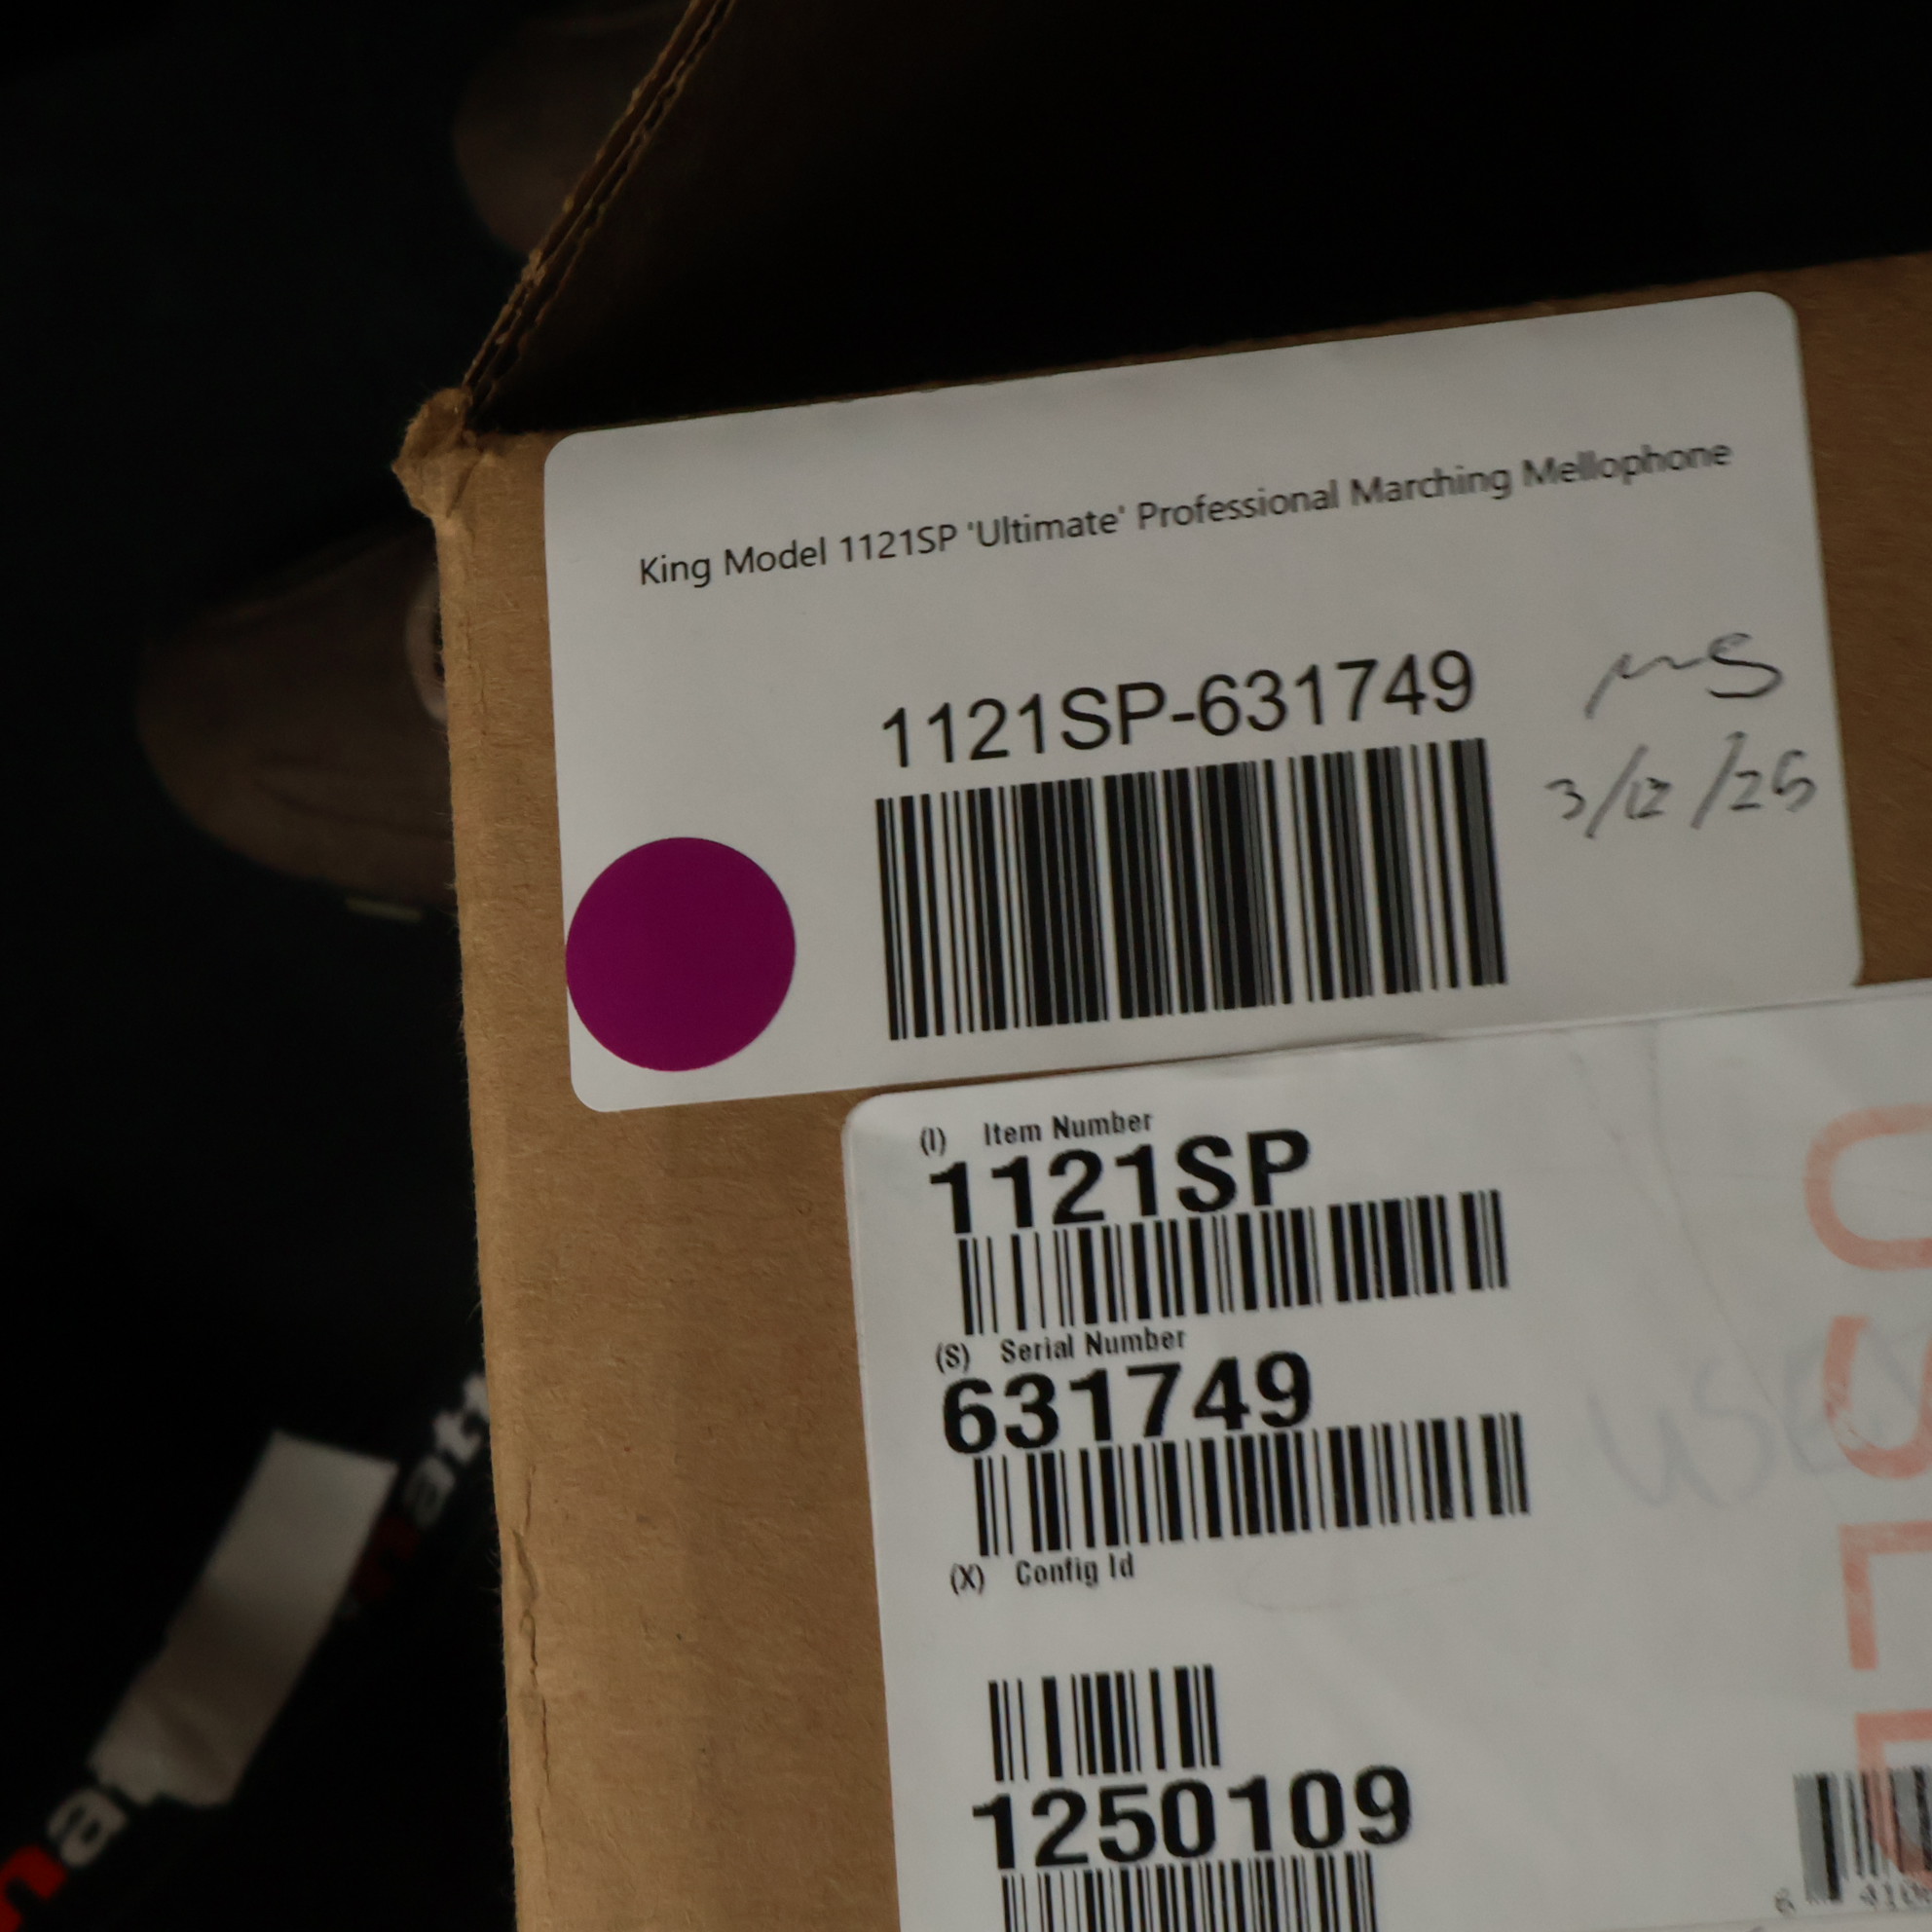 King Model 1121SP 'Ultimate' Professional Marching Mellophone
1121SP-631749
3/12/25
(I) Item Number
1121SP
(S) Serial Number
631749
(X) Config Id
1250109